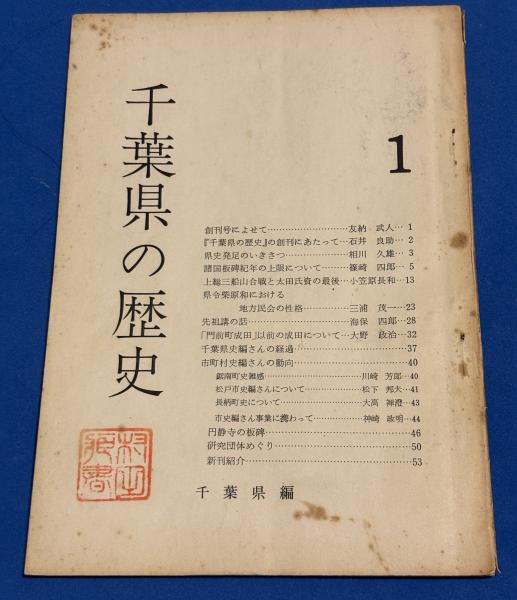 千葉県の歴史
1
創刊号によせて……………………友納　武人… 1
『千葉県の歴史』の創刊にあたって…石井　良助… 2
県史発足のいきさつ………………相川　久雄… 3
諸国板碑紀年の上限について………篠崎　四郎… 5
上総三船山合戦と太田氏資の最後…小笠原長和…13
県令柴原和における
地方民会の性格…………三浦　茂一…23
先祖講の話…………………………海保　四郎…28
「門前町成田」以前の成田について…大野　政治…32
千葉県史編さんの経過……………………………37
市町村史編さんの動向……………………………40
鋸南町史雑感……………………川崎　芳郎…40
松戸市史編さんについて…………松下　邦夫…41
長柄町史について………………大高　神澄…43
市史編さん事業に携わって………神崎　政明…44
円静寺の板碑………………………………………46
研究団体めぐり……………………………………50
新刊紹介……………………………………………53
千葉県編